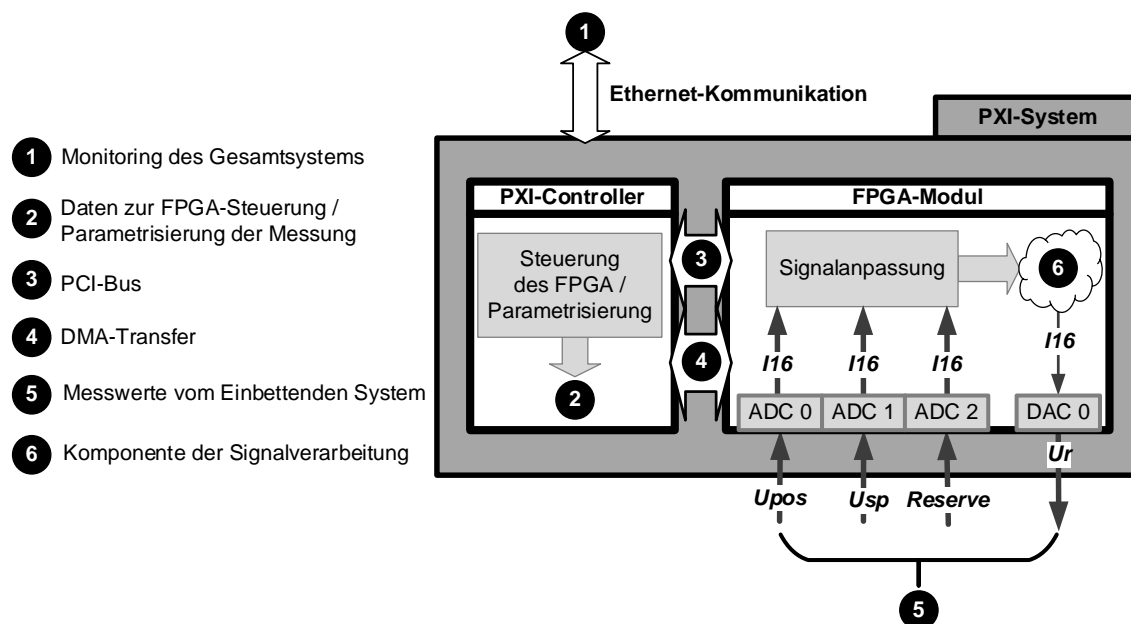 1
Ethernet-Kommunikation
PXI-System
1 Monitoring des Gesamtsystems
2 Daten zur FPGA-Steuerung /
Parametrisierung der Messung
3 PCI-Bus
4 DMA-Transfer
5 Messwerte vom Einbettenden System
6 Komponente der Signalverarbeitung
PXI-Controller
Steuerung
des FPGA /
Parametrisierung
2
3
4
FPGA-Modul
Signalanpassung
6
I16 I16 I16 I16
ADC 0 ADC 1 ADC 2 DAC 0
Upos Usp Reserve Ur
5